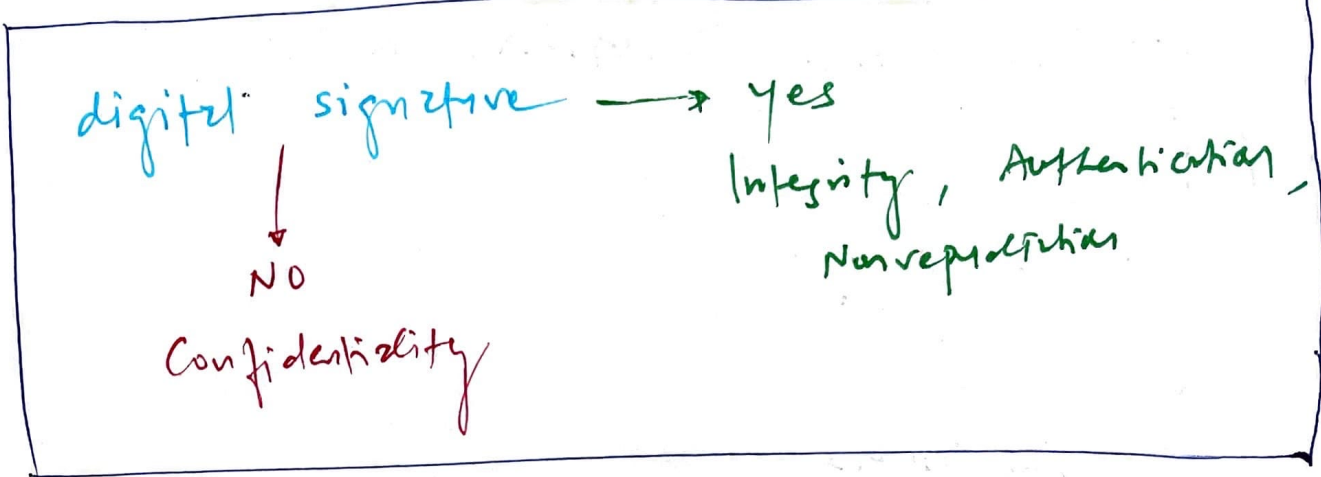 digital signature → yes
Integrity, Authentication,
Nonrepudiation
NO
Confidentiality